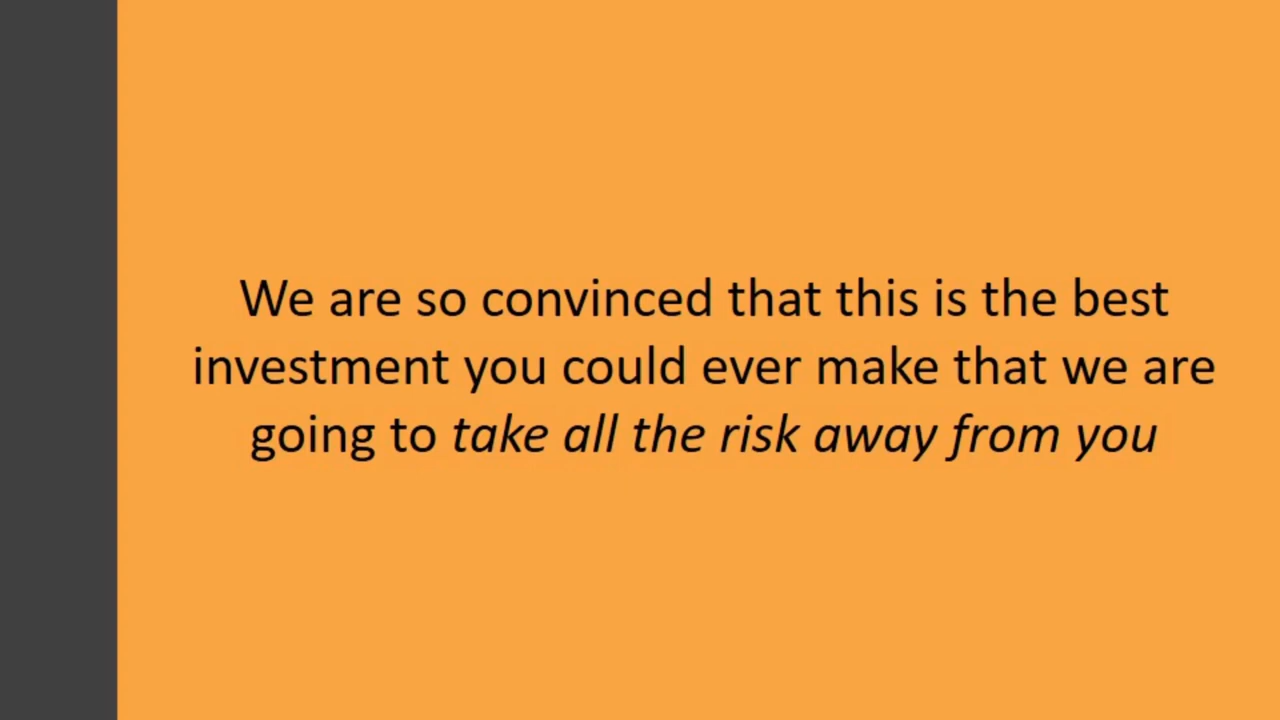 We are so convinced that this is the best
investment you could ever make that we are
going to take all the risk away from you